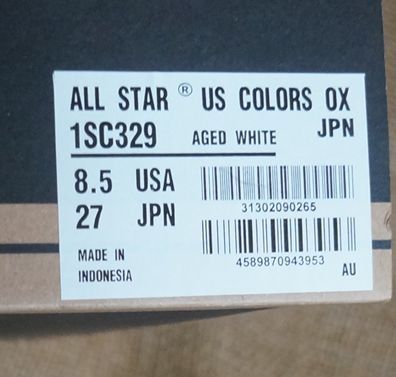 ALL STAR ® US COLORS OX
1SC329 AGED WHITE JPN
8.5 USA
27 JPN
31302090265
4589870943953
MADE IN
INDONESIA
AU